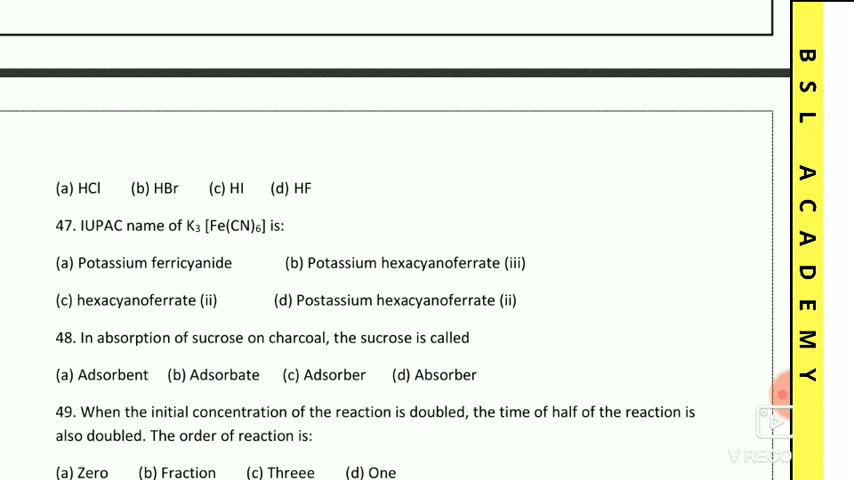 (a) HCl (b) HBr (c) HI (d) HF
47. IUPAC name of K₃ [Fe(CN)₆] is:
(a) Potassium ferricyanide (b) Potassium hexacyanoferrate (iii)
(c) hexacyanoferrate (ii) (d) Postassium hexacyanoferrate (ii)
48. In absorption of sucrose on charcoal, the sucrose is called
(a) Adsorbent (b) Adsorbate (c) Adsorber (d) Absorber
49. When the initial concentration of the reaction is doubled, the time of half of the reaction is
also doubled. The order of reaction is:
(a) Zero (b) Fraction (c) Threee (d) One
BSL ACADEMY